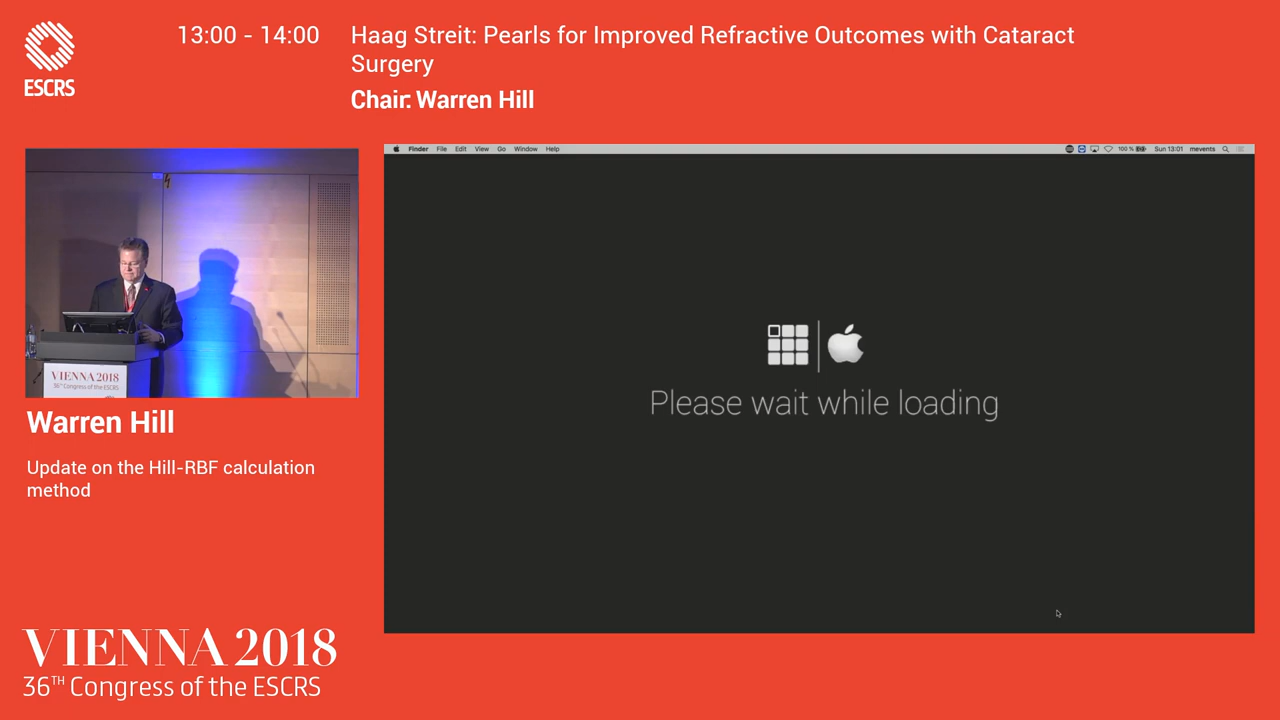 ESCRS
13:00 - 14:00
Haag Streit: Pearls for Improved Refractive Outcomes with Cataract
Surgery
Chair: Warren Hill
Finder File Edit View Go Window Help
100 % Sun 13:01 mevents
Please wait while loading
VIENNA 2018
36th Congress of the ESCRS
Warren Hill
Update on the Hill-RBF calculation
method
VIENNA 2018
36TH Congress of the ESCRS